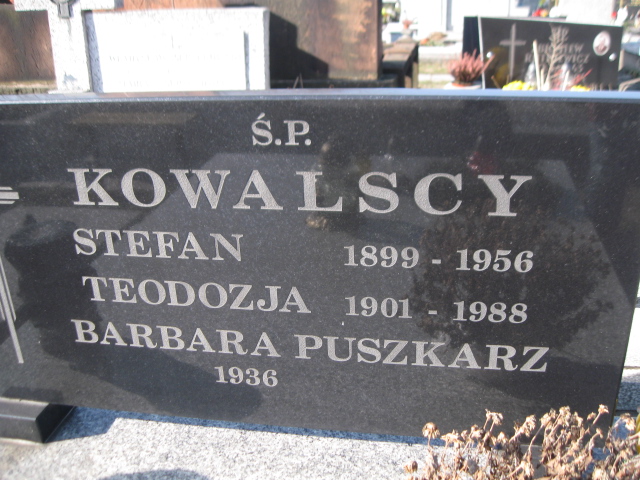 Ś.P.
KOWALSCY
STEFAN 1899 - 1956
TEODOZJA 1901 - 1988
BARBARA PUSZKARZ
1936